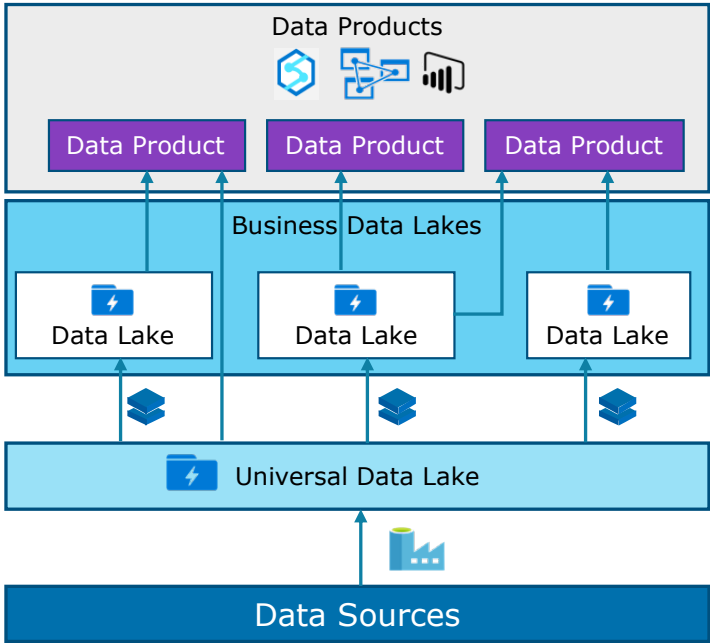 Data Products
Data Product
Data Product
Data Product
Business Data Lakes
Data Lake
Data Lake
Data Lake
Universal Data Lake
Data Sources